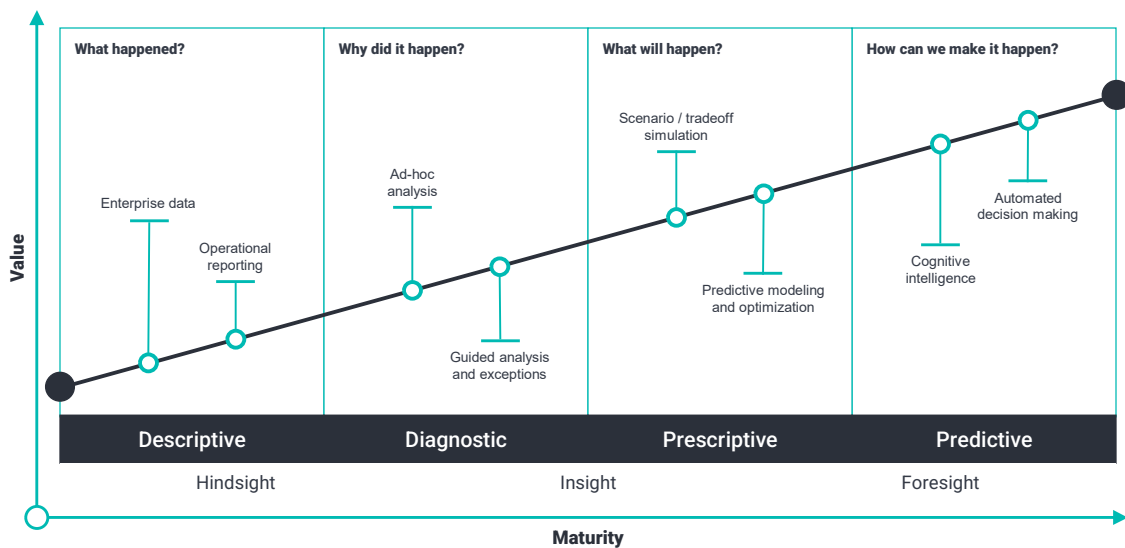 What happened?
Why did it happen?
What will happen?
How can we make it happen?
Scenario / tradeoff
simulation
Ad-hoc
analysis
Enterprise data
Operational
reporting
Automated
decision making
Cognitive
intelligence
Predictive modeling
and optimization
Guided analysis
and exceptions
Value
Descriptive
Diagnostic
Prescriptive
Predictive
Hindsight
Insight
Foresight
Maturity